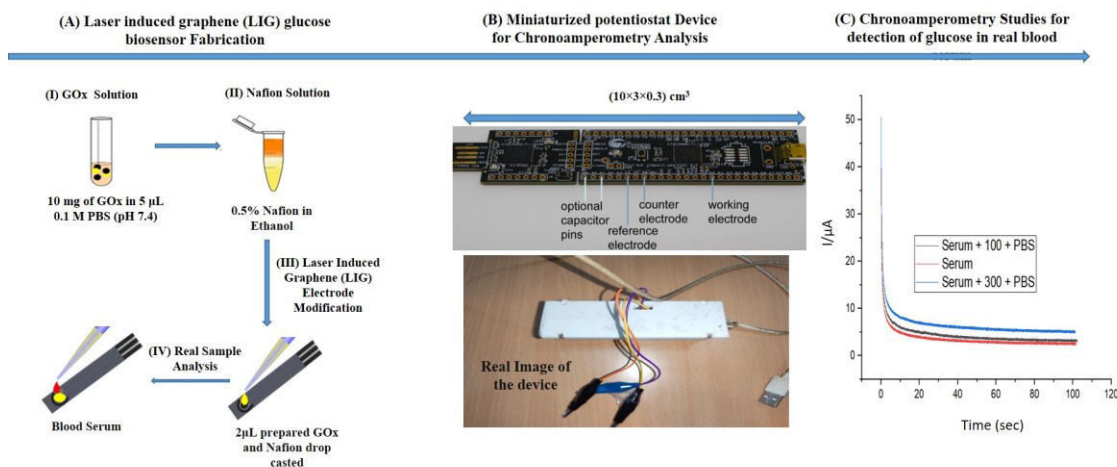 (A) Laser induced graphene (LIG) glucose
biosensor Fabrication
(B) Miniaturized potentiostat Device
for Chronoamperometry Analysis
(C) Chronoamperometry Studies for
detection of glucose in real blood
(I) GOx Solution
(II) Nafion Solution
10 mg of GOx in 5 µL
0.1 M PBS (pH 7.4)
0.5% Nafion in
Ethanol
(III) Laser Induced
Graphene (LIG)
Electrode
Modification
(IV) Real Sample
Analysis
Blood Serum
2µL prepared GOx
and Nafion drop
casted
(10×3×0.3) cm³
optional
capacitor
pins
reference
electrode
counter
electrode
working
electrode
Real Image of
the device
I/µA
50
40
30
20
10
0
Serum + 100 + PBS
Serum
Serum + 300 + PBS
0
20
40
60
80
100
120
Time (sec)